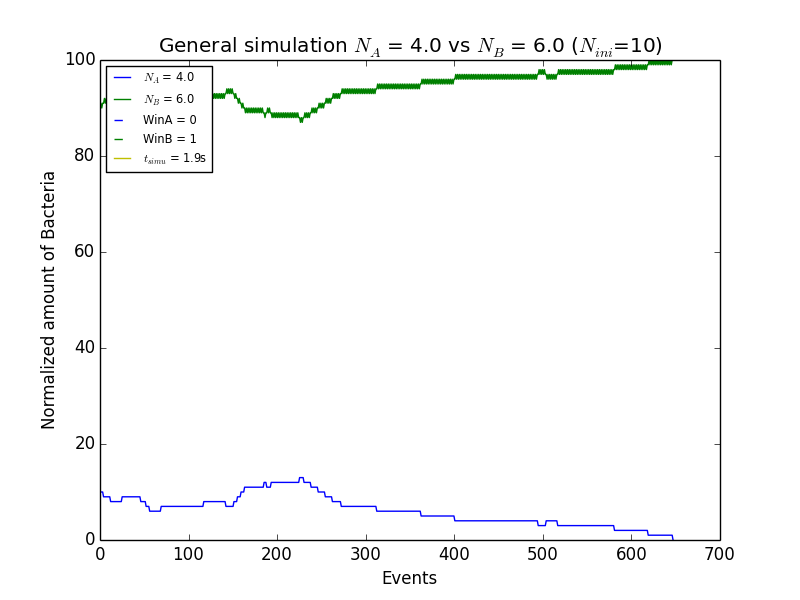 General simulation N_A = 4.0 vs N_B = 6.0 (N_ini=10)
100
80
60
40
20
0
Normalized amount of Bacteria
N_A = 4.0
N_B = 6.0
WinA = 0
WinB = 1
t_simu = 1.9s
0 100 200 300 400 500 600 700
Events